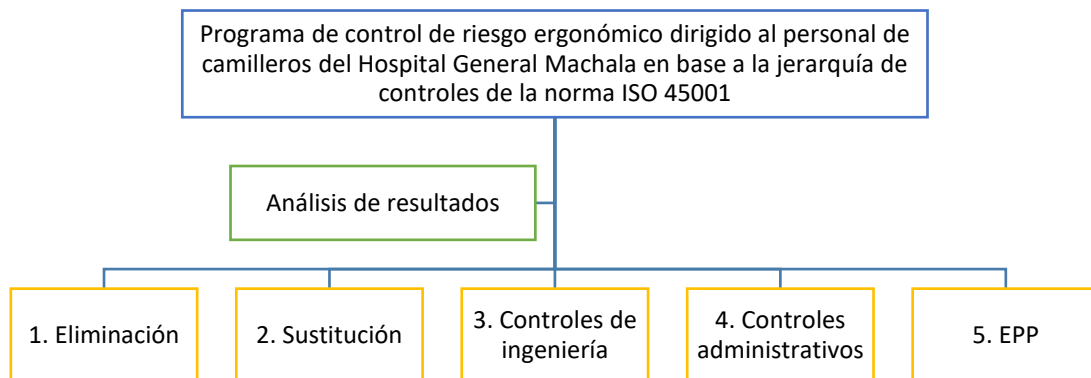 Programa de control de riesgo ergonómico dirigido al personal de
camilleros del Hospital General Machala en base a la jerarquía de
controles de la norma ISO 45001
Análisis de resultados
1. Eliminación
2. Sustitución
3. Controles de
ingeniería
4. Controles
administrativos
5. EPP